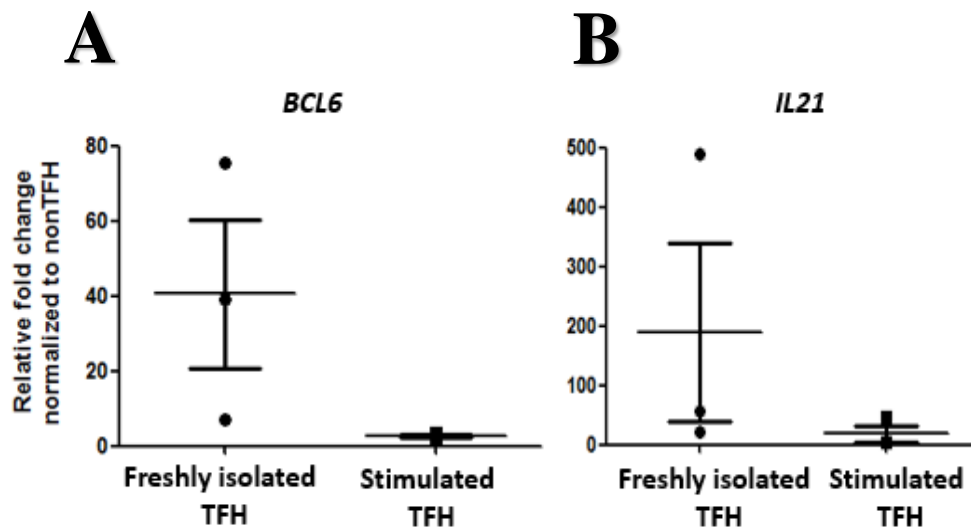 A
B
BCL6
IL21
Relative fold change
normalized to nonTFH
80
60
40
20
0
Freshly isolated
TFH
Stimulated
TFH
500
400
300
200
100
0
Freshly isolated
TFH
Stimulated
TFH